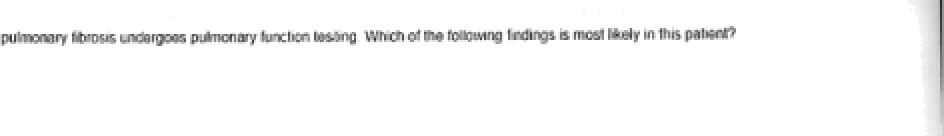 pulmonary fibrosis undergoes pulmonary function testing. Which of the following findings is most likely in this patient?